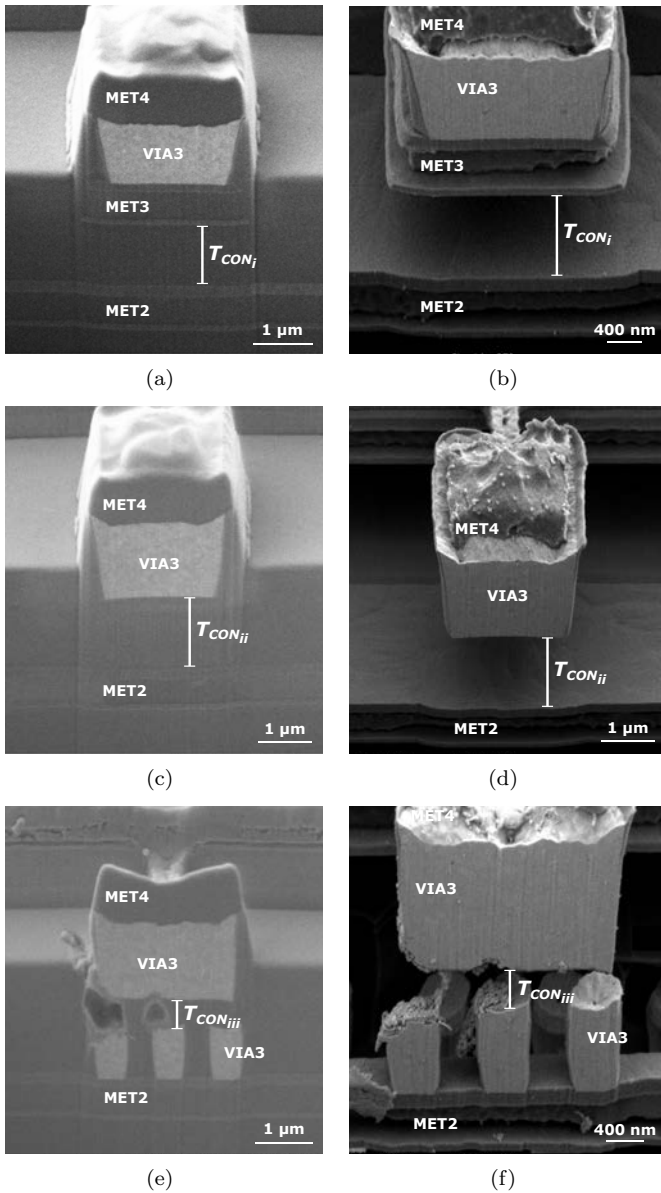 MET4
VIA3
MET3
T_CON_i
MET2
1 µm
(a)
MET4
VIA3
MET3
T_CON_i
MET2
400 nm
(b)
MET4
VIA3
T_CON_ii
MET2
1 µm
(c)
MET4
VIA3
T_CON_ii
MET2
1 µm
(d)
MET4
VIA3
T_CON_iii
VIA3
MET2
1 µm
(e)
MET4
VIA3
T_CON_iii
VIA3
MET2
400 nm
(f)